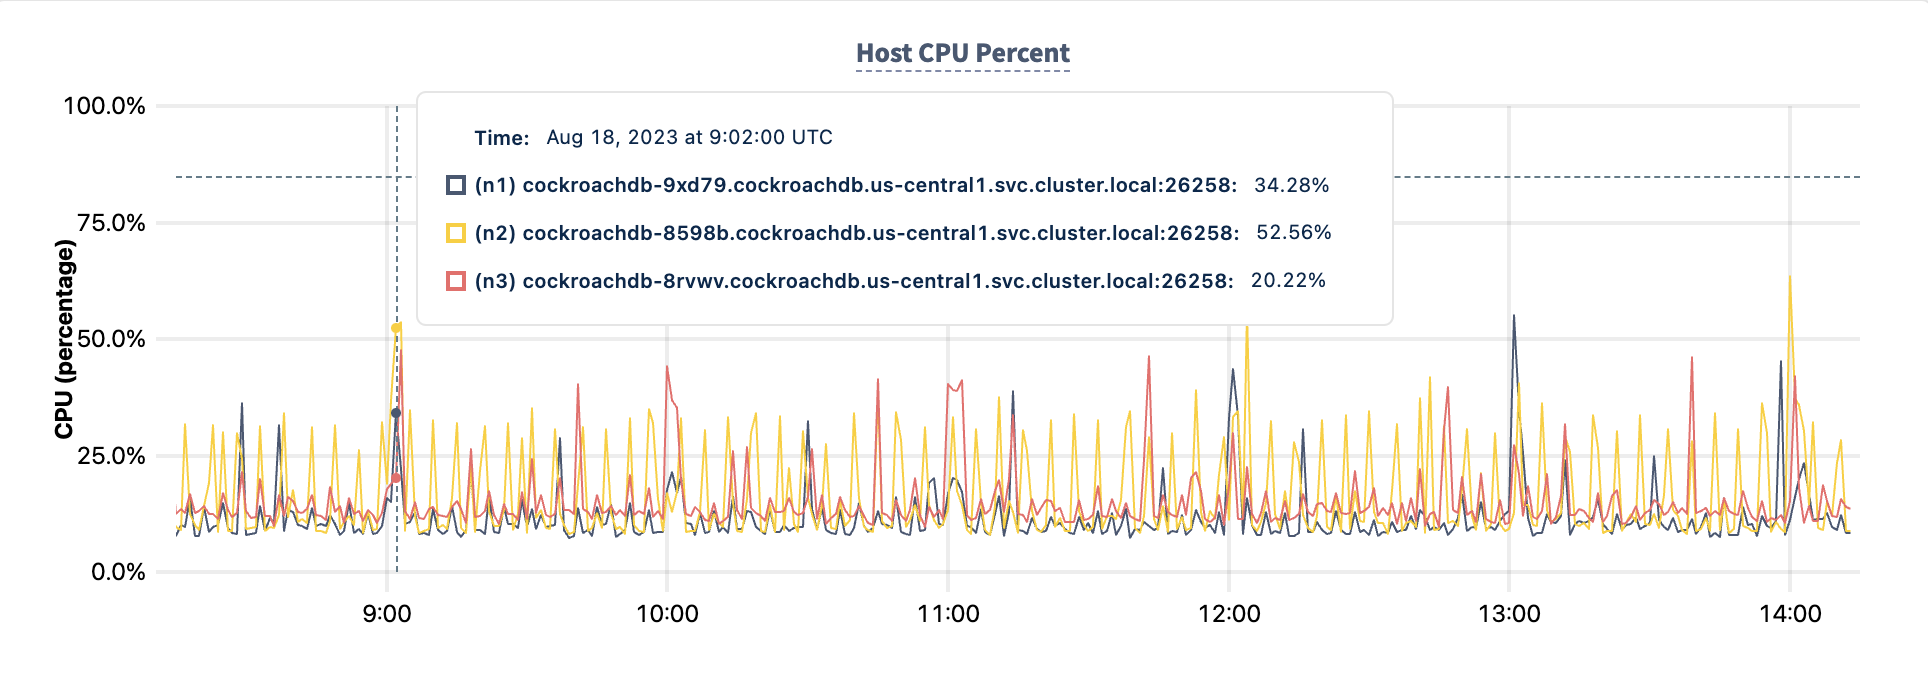 Host CPU Percent
100.0%
75.0%
50.0%
25.0%
0.0%
CPU (percentage)
Time: Aug 18, 2023 at 9:02:00 UTC
(n1) cockroachdb-9xd79.cockroachdb.us-central1.svc.cluster.local:26258: 34.28%
(n2) cockroachdb-8598b.cockroachdb.us-central1.svc.cluster.local:26258: 52.56%
(n3) cockroachdb-8rvwv.cockroachdb.us-central1.svc.cluster.local:26258: 20.22%
9:00 10:00 11:00 12:00 13:00 14:00